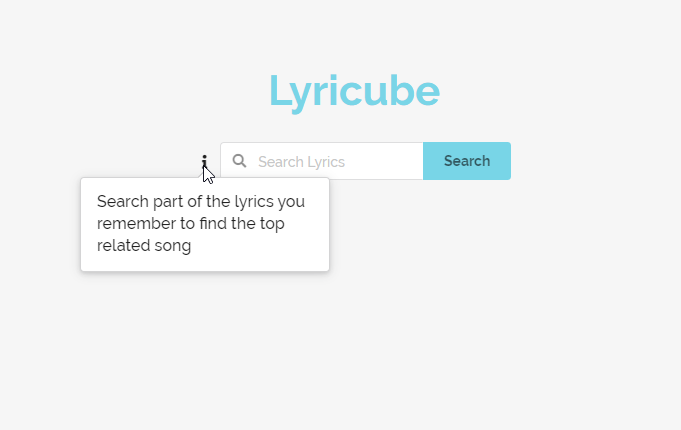 Lyricube
Search Lyrics
Search
Search part of the lyrics you
remember to find the top
related song